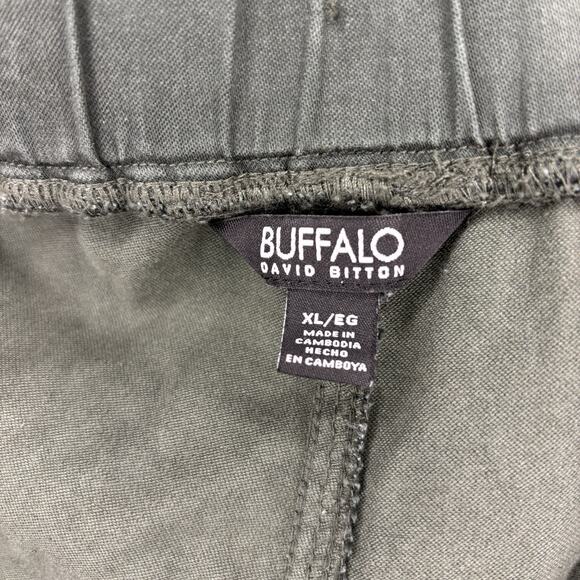 BUFFALO
DAVID BITTON
XL/EG
MADE IN
CAMBODIA
HECHO
EN CAMBOYA